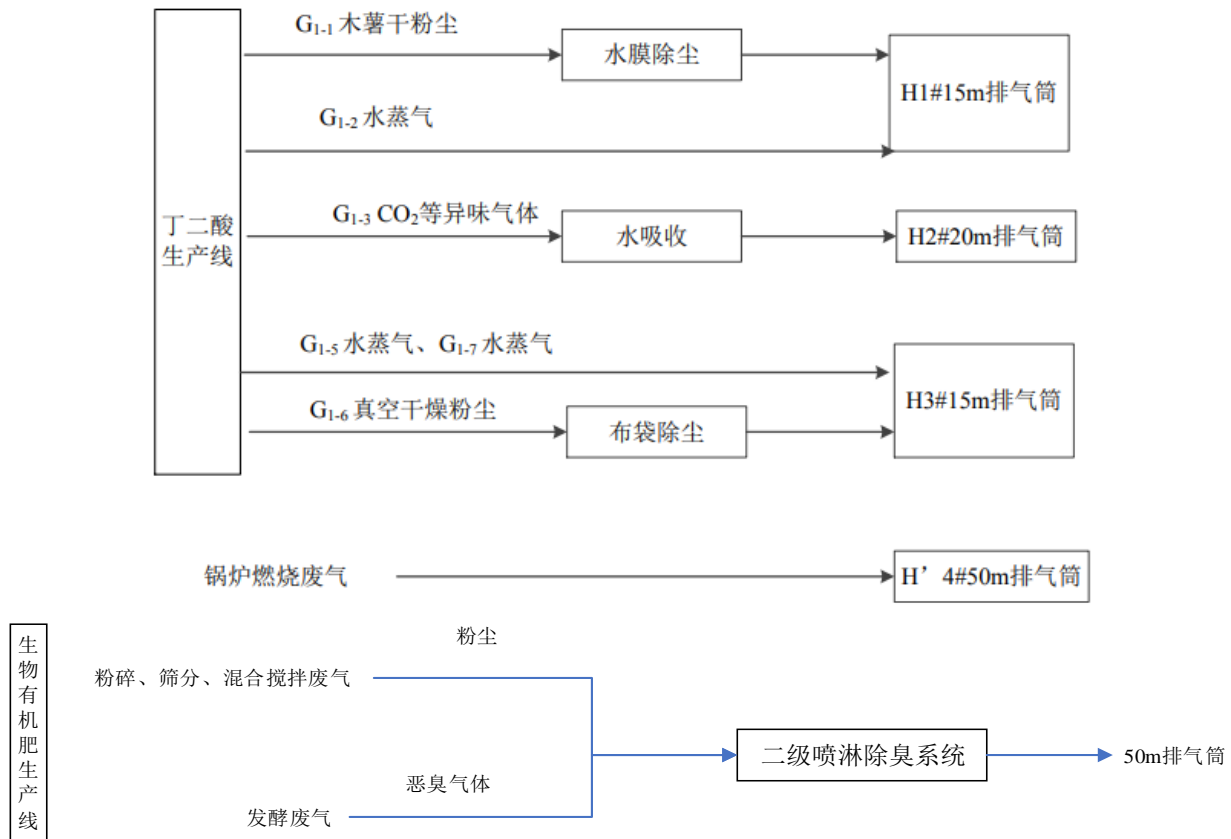 G1-1 木薯干粉尘
水膜除尘
H1#15m排气筒
G1-2 水蒸气
丁二酸
生产线
G1-3 CO2等异味气体
水吸收
H2#20m排气筒
G1-5 水蒸气、G1-7 水蒸气
H3#15m排气筒
G1-6 真空干燥粉尘
布袋除尘
锅炉燃烧废气
H’4#50m排气筒
生
物
有
机
肥
生
产
线
粉尘
粉碎、筛分、混合搅拌废气
二级喷淋除臭系统
50m排气筒
恶臭气体
发酵废气